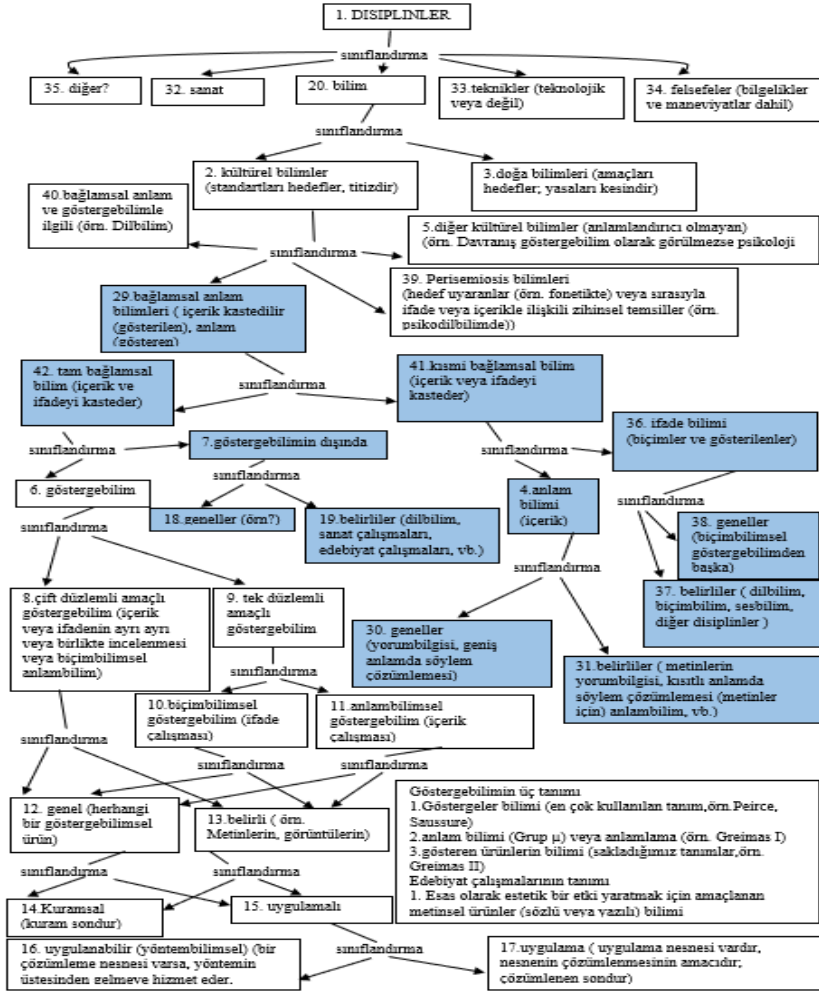 1. DISIPLINLER
sınıflandırma
35. diğer?
32. sanat
20. bilim
33.teknikler (teknolojik
veya değil)
34. felsefeler (bilgelikler
ve maneviyatlar dahil)
sınıflandırma
2. kültürel bilimler
(standartları hedefler, titizdir)
3.doğa bilimleri (amaçları
hedefler; yasaları kesindir)
40.bağlamsal anlam
ve göstergebilimle
ilgili (örn. Dilbilim)
5.diğer kültürel bilimler (anlamlandırıcı olmayan)
(örn. Davranış göstergebilim olarak görülmezse psikoloji
sınıflandırma
39. Perisemiosis bilimleri
(hedef uyaranlar (örn. fonetikte) veya sırasıyla
ifade veya içerikle ilişkili zihinsel temsiller (örn.
psikodilbilimde))
29.bağlamsal anlam
bilimleri ( içerik kastedilir
(gösterilen), anlam
(gösteren)
sınıflandırma
42. tam bağlamsal
bilim (içerik ve
ifadeyi kasteder)
41.kısmi bağlamsal bilim
(içerik veya ifadeyi
kasteder)
36. ifade bilimi
(biçimler ve gösterilenler)
sınıflandırma
7.göstergebilimin dışında
sınıflandırma
sınıflandırma
6. göstergebilim
18.geneller (örn?)
19.belirliler (dilbilim,
sanat çalışmaları,
edebiyat çalışmaları, vb.)
4.anlam
bilimi
(içerik)
sınıflandırma
38. geneller
(biçimbilimsel
göstergebilimden
başka)
sınıflandırma
sınıflandırma
37. belirliler ( dilbilim,
biçimbilim, sesbilim,
diğer disiplinler )
8.çift düzlemli amaçlı
göstergebilim (içerik
veya ifadenin ayrı ayrı
veya birlikte incelenmesi
veya biçimbilimsel
anlambilim)
9. tek düzlemli
amaçlı
göstergebilim
30. geneller
(yorumbilgisi, geniş
anlamda söylem
çözümlemesi)
31.belirliler ( metinlerin
yorumbilgisi, kısıtlı anlamda
söylem çözümlemesi (metinler
için) anlambilim, vb.)
sınıflandırma
10.biçimbilimsel
göstergebilim (ifade
çalışması)
11.anlambilimsel
göstergebilim (içerik
çalışması)
sınıflandırma
sınıflandırma
sınıflandırma
12. genel (herhangi
bir göstergebilimsel
ürün)
13.belirli ( örn.
Metinlerin, görüntülerin)
Göstergebilimin üç tanımı
1.Göstergeler bilimi (en çok kullanılan tanım,örn.Peirce,
Saussure)
2.anlam bilimi (Grup μ) veya anlamlama (örn. Greimas I)
3.gösteren ürünlerin bilimi (sakladığımız tanımlar,örn.
Greimas II)
Edebiyat çalışmalarının tanımı
1. Esas olarak estetik bir etki yaratmak için amaçlanan
metinsel ürünler (sözlü veya yazılı) bilimi
sınıflandırma
sınıflandırma
14.Kuramsal
(kuram sondur)
15. uygulamalı
sınıflandırma
16. uygulanabilir (yöntembilimsel) (bir
çözümleme nesnesi varsa, yöntemin
üstesinden gelmeye hizmet eder.
17.uygulama ( uygulama nesnesi vardır,
nesnenin çözümlenmesinin amacıdır;
çözümlenen sondur)